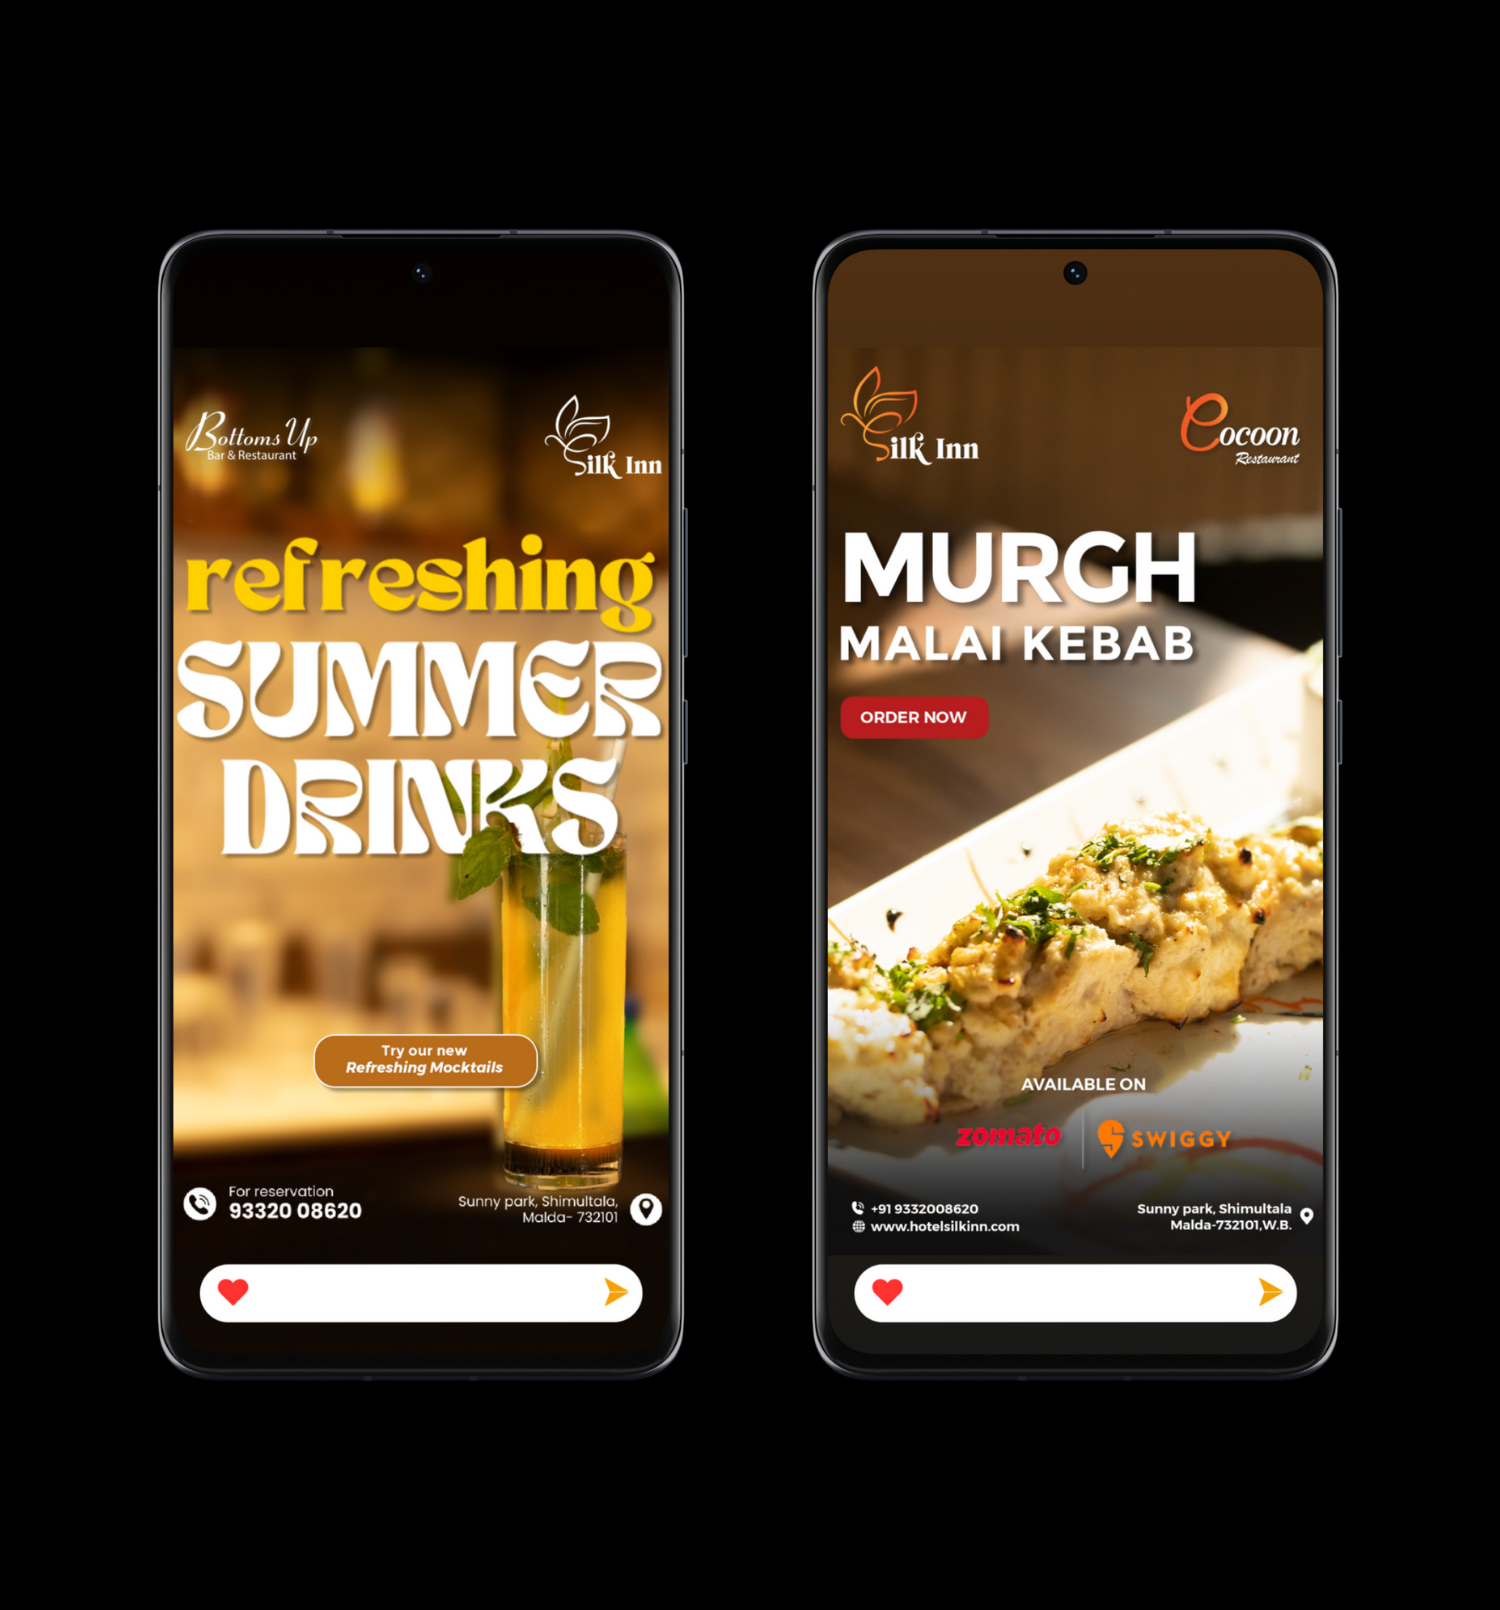 Bottoms Up
Bar & Restaurant
Silk Inn
refreshing
SUMMER
DRINKS
Try our new
Refreshing Mocktails
For reservation
93320 08620
Sunny park, Shimultala,
Malda- 732101
Silk Inn
Cocoon
Restaurant
MURGH
MALAI KEBAB
ORDER NOW
AVAILABLE ON
zomato
SWIGGY
+91 9332008620
www.hotelsilkinn.com
Sunny park, Shimultala
Malda-732101,W.B.